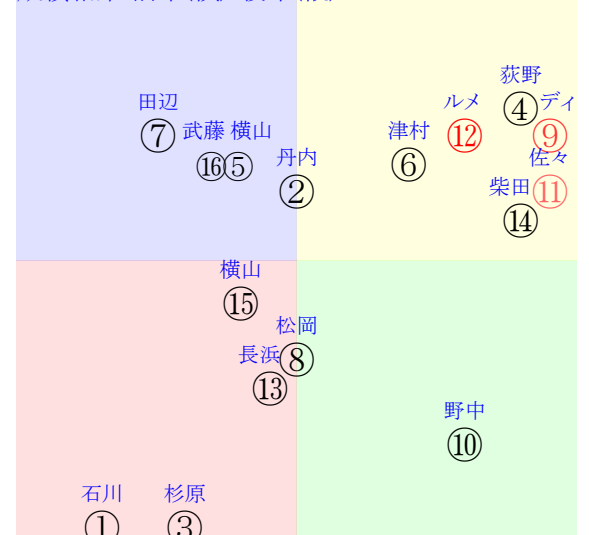 荻野
田辺 ルメ ④ ディ
⑦ 武藤 横山 津村 ⑫ ⑨
⑯ ⑤ 丹内 ⑥ 佐々
② 柴田 ⑪
⑭
横山
⑮
松岡
長浜 ⑧
⑬
野中
⑩
石川 杉原
① ③